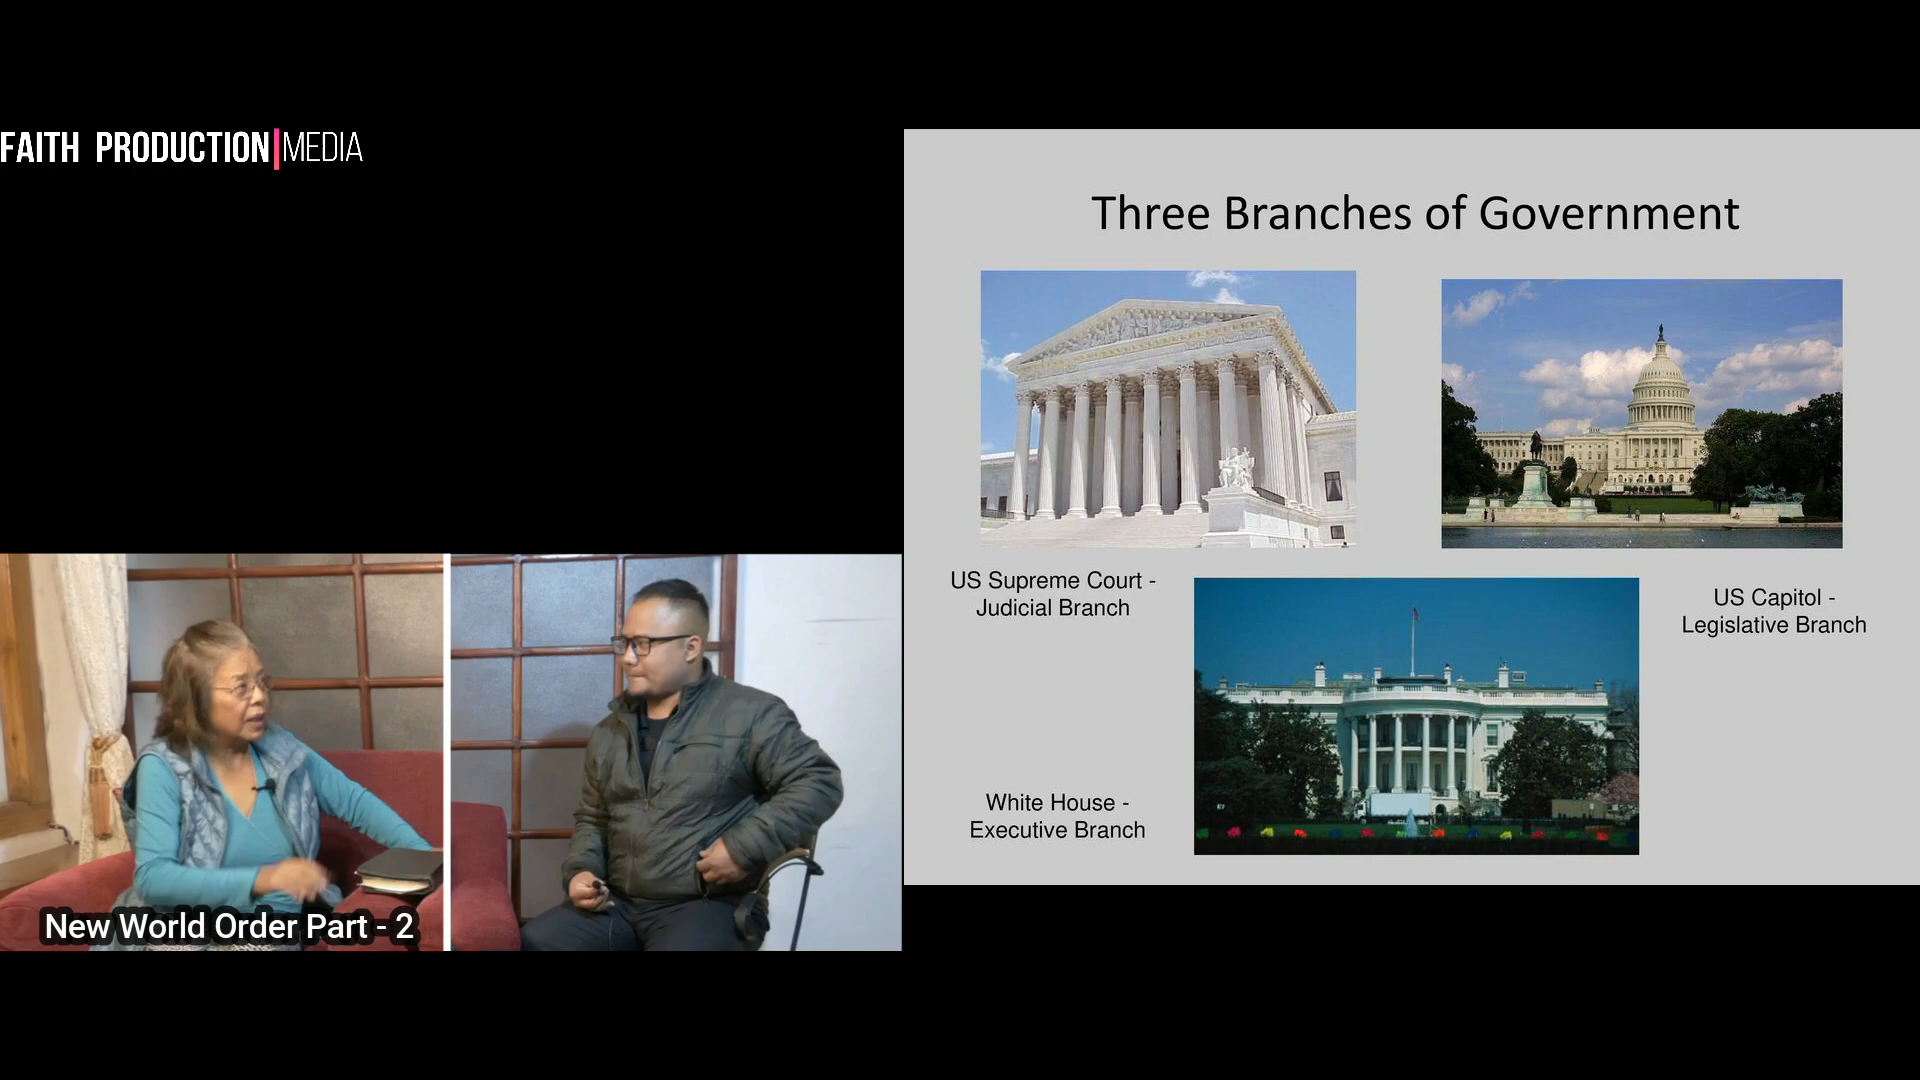 FAITH PRODUCTION|MEDIA
Three Branches of Government
US Supreme Court -
Judicial Branch
US Capitol -
Legislative Branch
White House -
Executive Branch
New World Order Part - 2